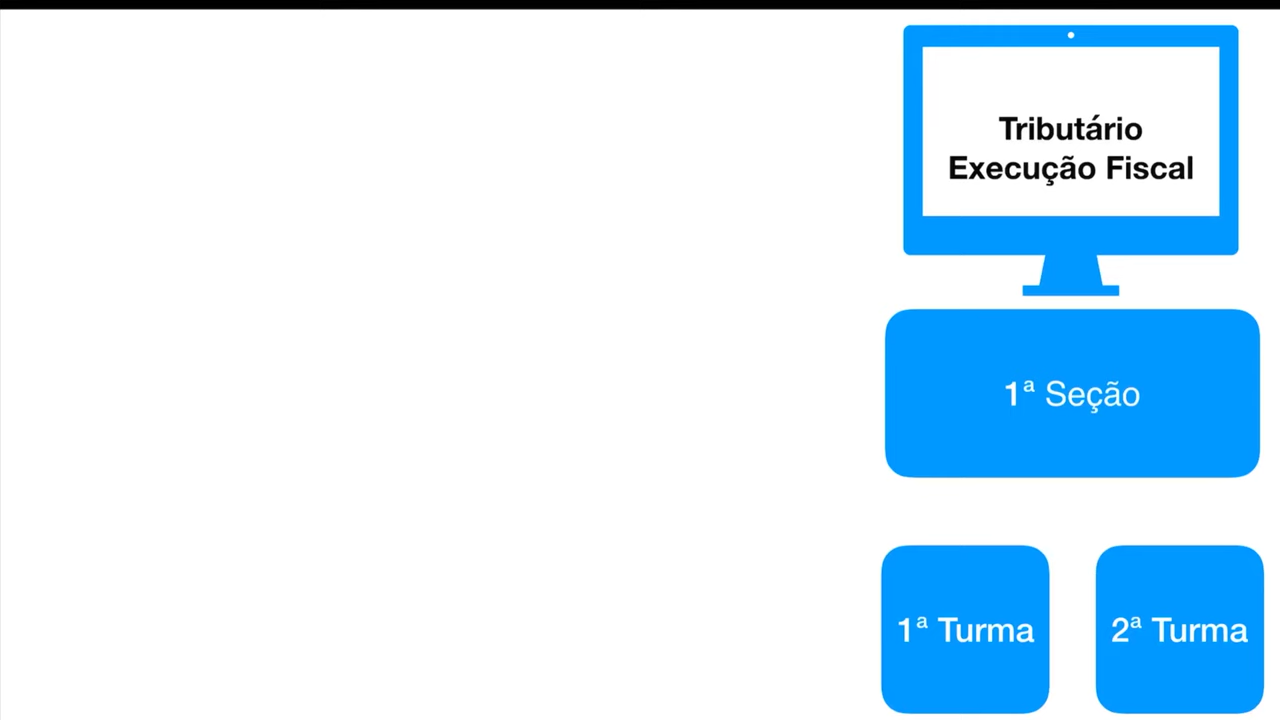 Tributário
Execução Fiscal
1ª Seção
1ª Turma
2ª Turma